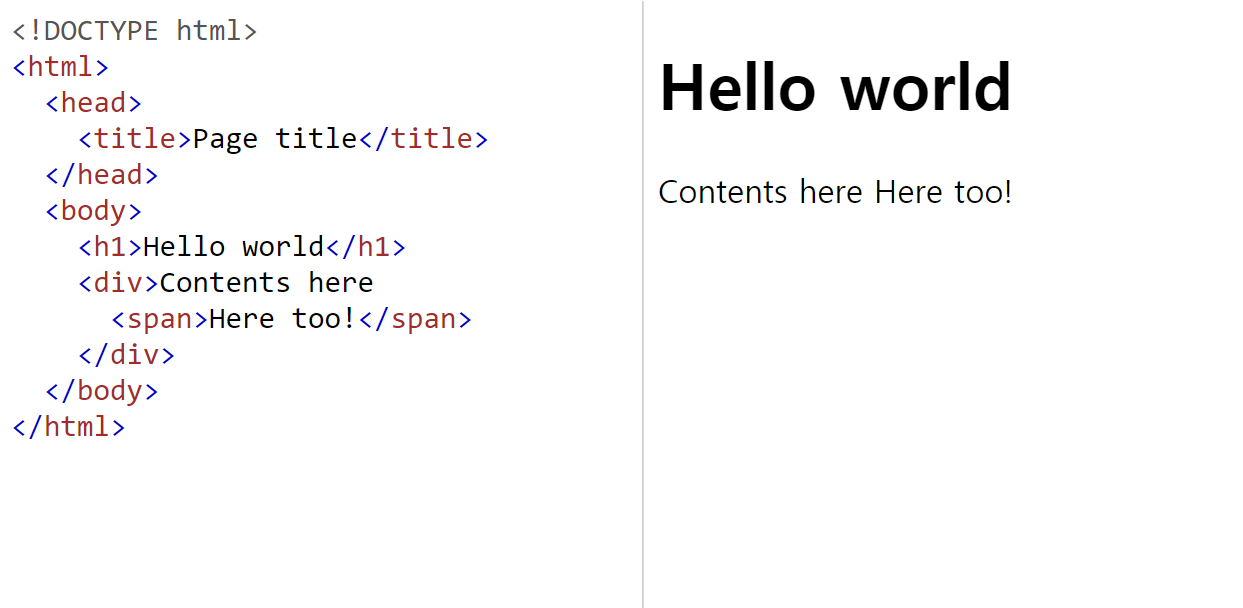 <!DOCTYPE html>
<html>
  <head>
    <title>Page title</title>
  </head>
  <body>
    <h1>Hello world</h1>
    <div>Contents here
      <span>Here too!</span>
    </div>
  </body>
</html>
Hello world
Contents here Here too!